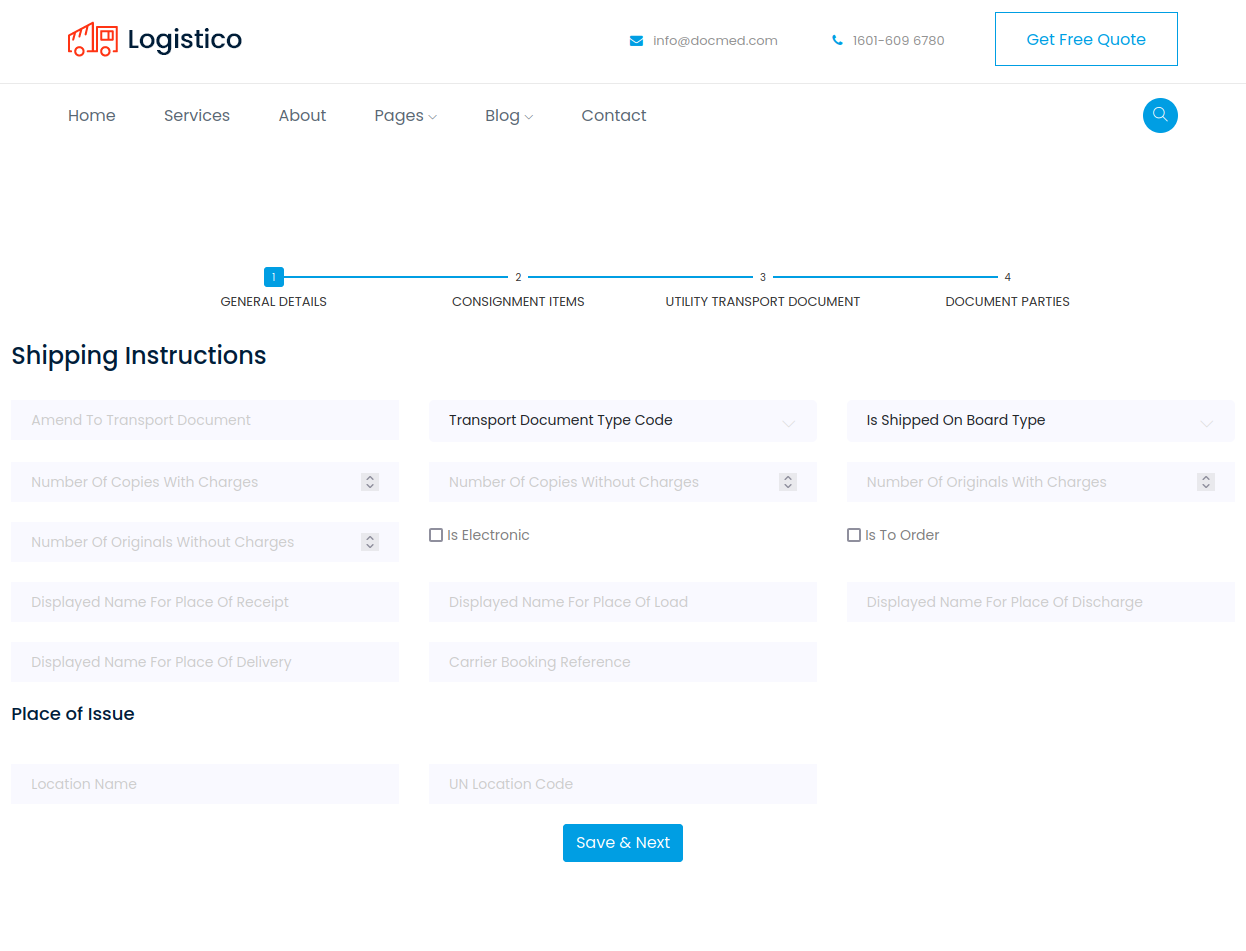 Logistico
info@docmed.com
1601-609 6780
Get Free Quote
Home Services About Pages Blog Contact
1 2 3 4
GENERAL DETAILS CONSIGNMENT ITEMS UTILITY TRANSPORT DOCUMENT DOCUMENT PARTIES
Shipping Instructions
Amend To Transport Document Transport Document Type Code Is Shipped On Board Type
Number Of Copies With Charges Number Of Copies Without Charges Number Of Originals With Charges
Number Of Originals Without Charges Is Electronic Is To Order
Displayed Name For Place Of Receipt Displayed Name For Place Of Load Displayed Name For Place Of Discharge
Displayed Name For Place Of Delivery Carrier Booking Reference
Place of Issue
Location Name UN Location Code
Save & Next